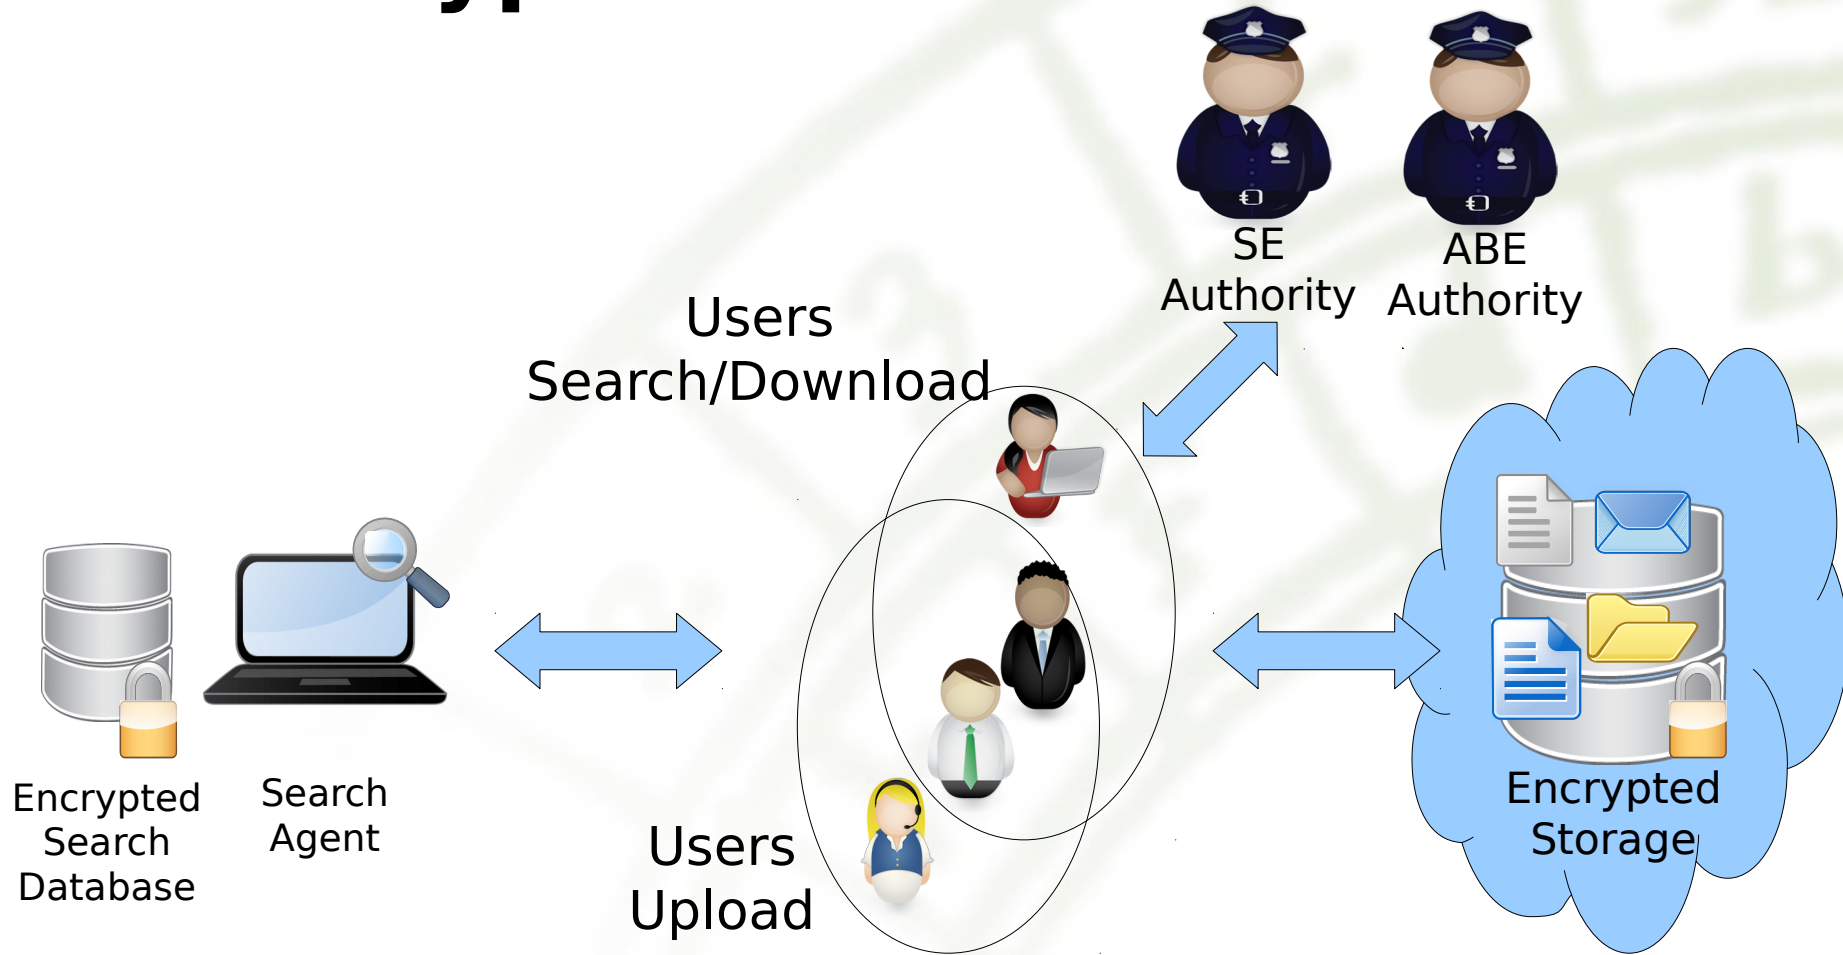 SE
Authority
ABE
Authority
Users
Search/Download
Encrypted
Search
Database
Search
Agent
Users
Upload
Encrypted
Storage